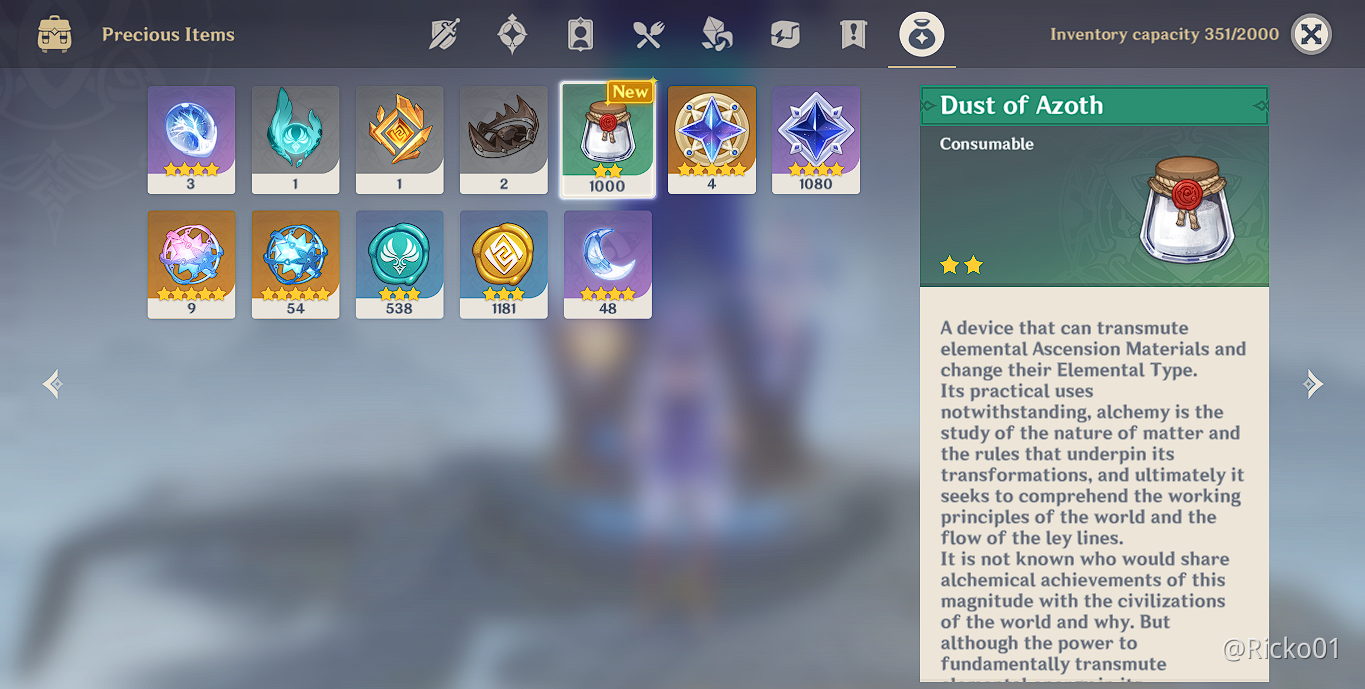 Precious Items
Inventory capacity 351/2000
3
1
1
2
New
1000
4
1080
9
54
538
1181
48
Dust of Azoth
Consumable
A device that can transmute
elemental Ascension Materials and
change their Elemental Type.
Its practical uses
notwithstanding, alchemy is the
study of the nature of matter and
the rules that underpin its
transformations, and ultimately it
seeks to comprehend the working
principles of the world and the
flow of the ley lines.
It is not known who would share
alchemical achievements of this
magnitude with the civilizations
of the world and why. But
although the power to
fundamentally transmute
@Ricko01